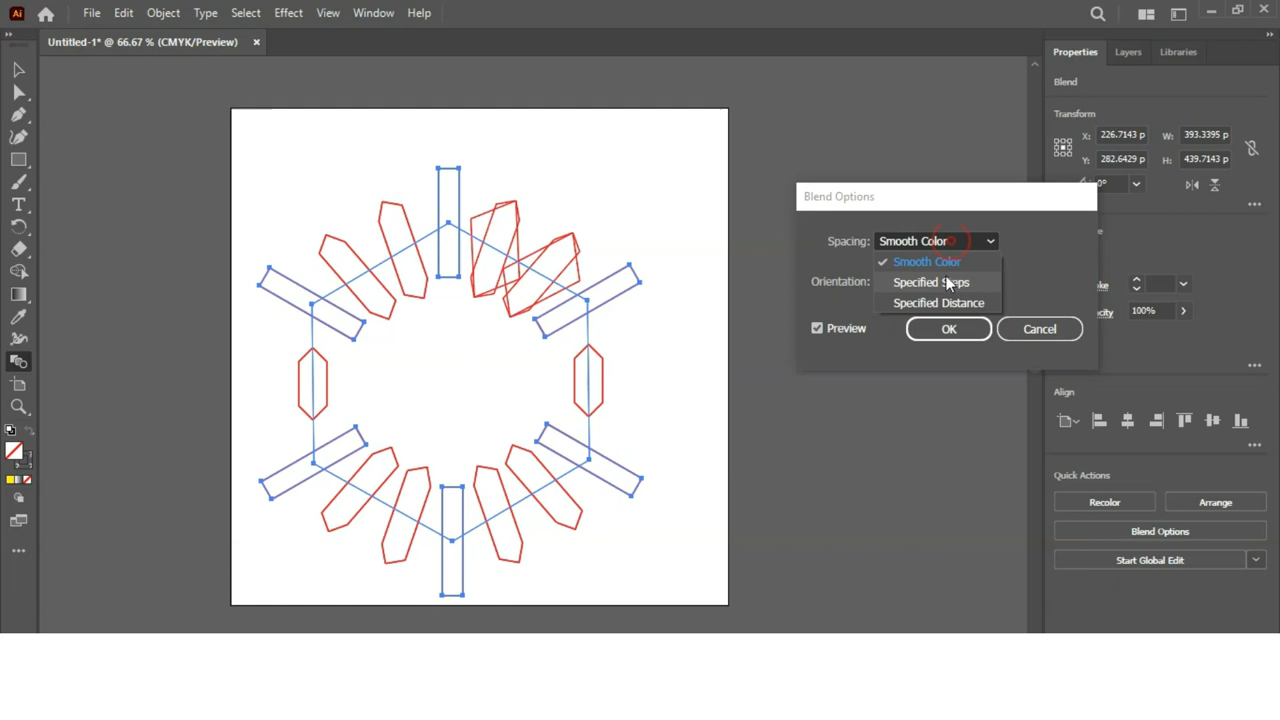 Ai File Edit Object Type Select Effect View Window Help
Untitled-1* @ 66.67 % (CMYK/Preview) ×
Properties Layers Libraries
Blend
Transform
X: 226.7143 p W: 393.3395 p
Y: 282.6429 p H: 439.7143 p
0°
Blend Options
Spacing: Smooth Color
Smooth Color
Orientation: Specified Steps
Specified Distance
Preview OK Cancel
100%
Align
Quick Actions
Recolor Arrange
Blend Options
Start Global Edit